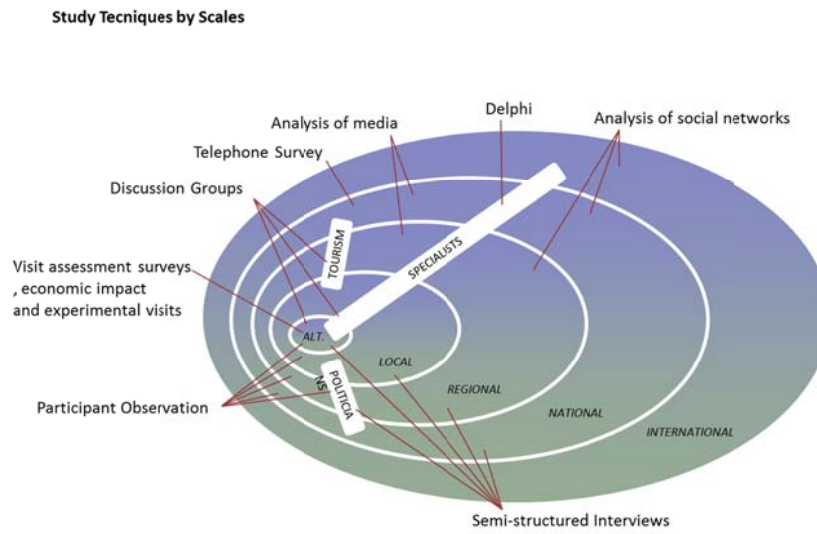 Study Tecniques by Scales
Delphi
Analysis of media
Analysis of social networks
Telephone Survey
Discussion Groups
TOURISM
SPECIALISTS
Visit assessment surveys
, economic impact
and experimental visits
ALT.
LOCAL
POLITICIA
NS
REGIONAL
Participant Observation
NATIONAL
INTERNATIONAL
Semi-structured Interviews